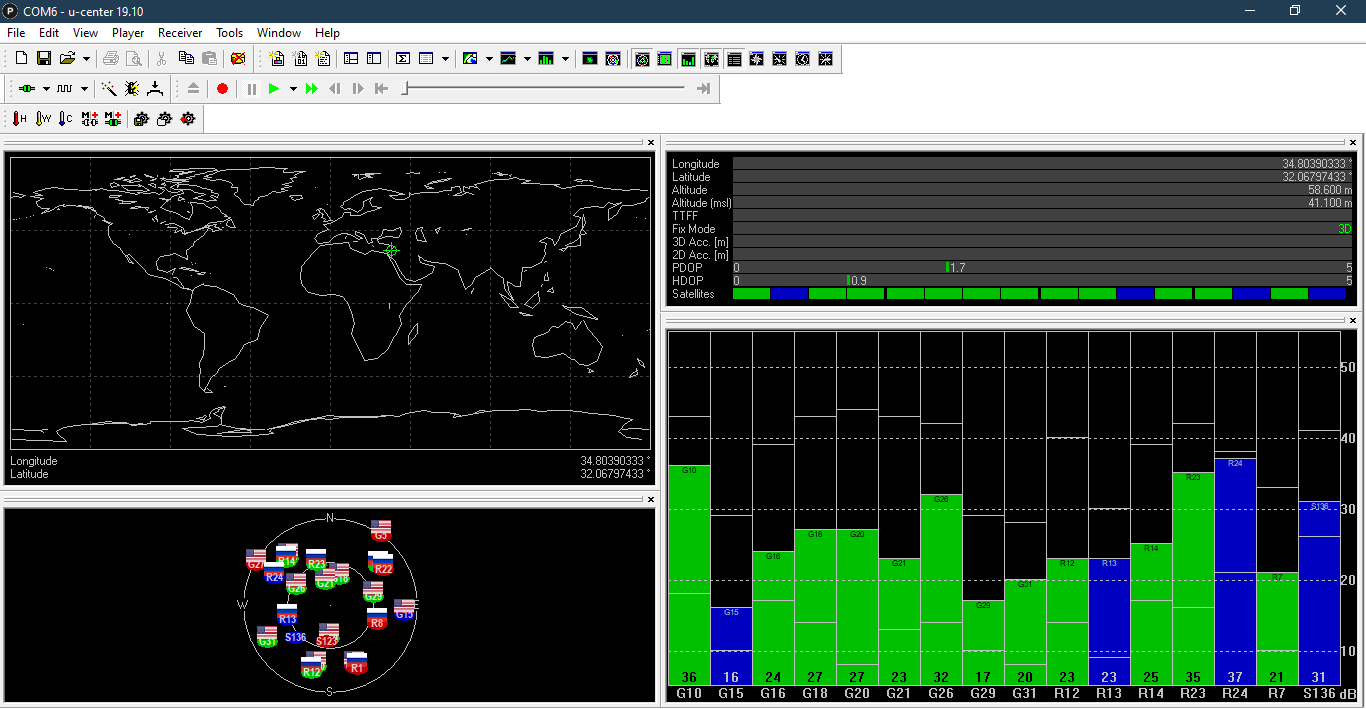 COM6 - u-center 19.10
File Edit View Player Receiver Tools Window Help
H W C M M
Longitude 34.80390333 °
Latitude 32.06797433 °
N
W
E
S
G5
G27
R14
R23
R22
R24
G26
G21
G18
G29
G15
R13
R8
G31
S136
S123
R12
R1
Longitude 34.80390333 °
Latitude 32.06797433 °
Altitude 58.600 m
Altitude (msl) 41.100 m
TTFF
Fix Mode 3D
3D Acc. [m]
2D Acc. [m]
PDOP 0 1.7 5
HDOP 0 0.9 5
Satellites
50
40
30
20
10
G10 G15 G16 G18 G20 G21 G26 G29 G31 R12 R13 R14 R23 R24 R7 S136
36 16 24 27 27 23 32 17 20 23 23 25 35 37 21 31
G10 G15 G16 G18 G20 G21 G26 G29 G31 R12 R13 R14 R23 R24 R7 S136 dB